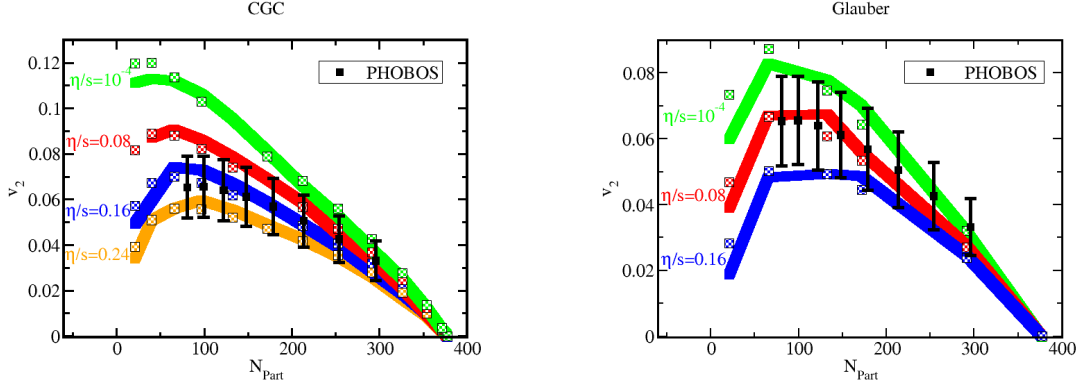 CGC
0.12
0.1
0.08
0.06
0.04
0.02
0
v2
η/s=10^-4
η/s=0.08
η/s=0.16
η/s=0.24
PHOBOS
0 100 200 300 400
N_Part
Glauber
0.08
0.06
0.04
0.02
0
v2
η/s=10^-4
η/s=0.08
η/s=0.16
PHOBOS
0 100 200 300 400
N_Part